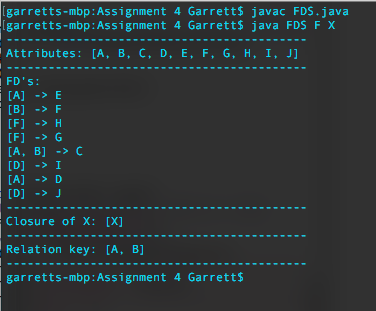 [garretts-mbp:Assignment 4 Garrett$ javac FDS.java
[garretts-mbp:Assignment 4 Garrett$ java FDS F X
-------------------------------------------
Attributes: [A, B, C, D, E, F, G, H, I, J]
-------------------------------------------
FD's:
[A] -> E
[B] -> F
[F] -> H
[F] -> G
[A, B] -> C
[D] -> I
[A] -> D
[D] -> J
-------------------------------------------
Closure of X: [X]
-------------------------------------------
Relation key: [A, B]
-------------------------------------------
garretts-mbp:Assignment 4 Garrett$